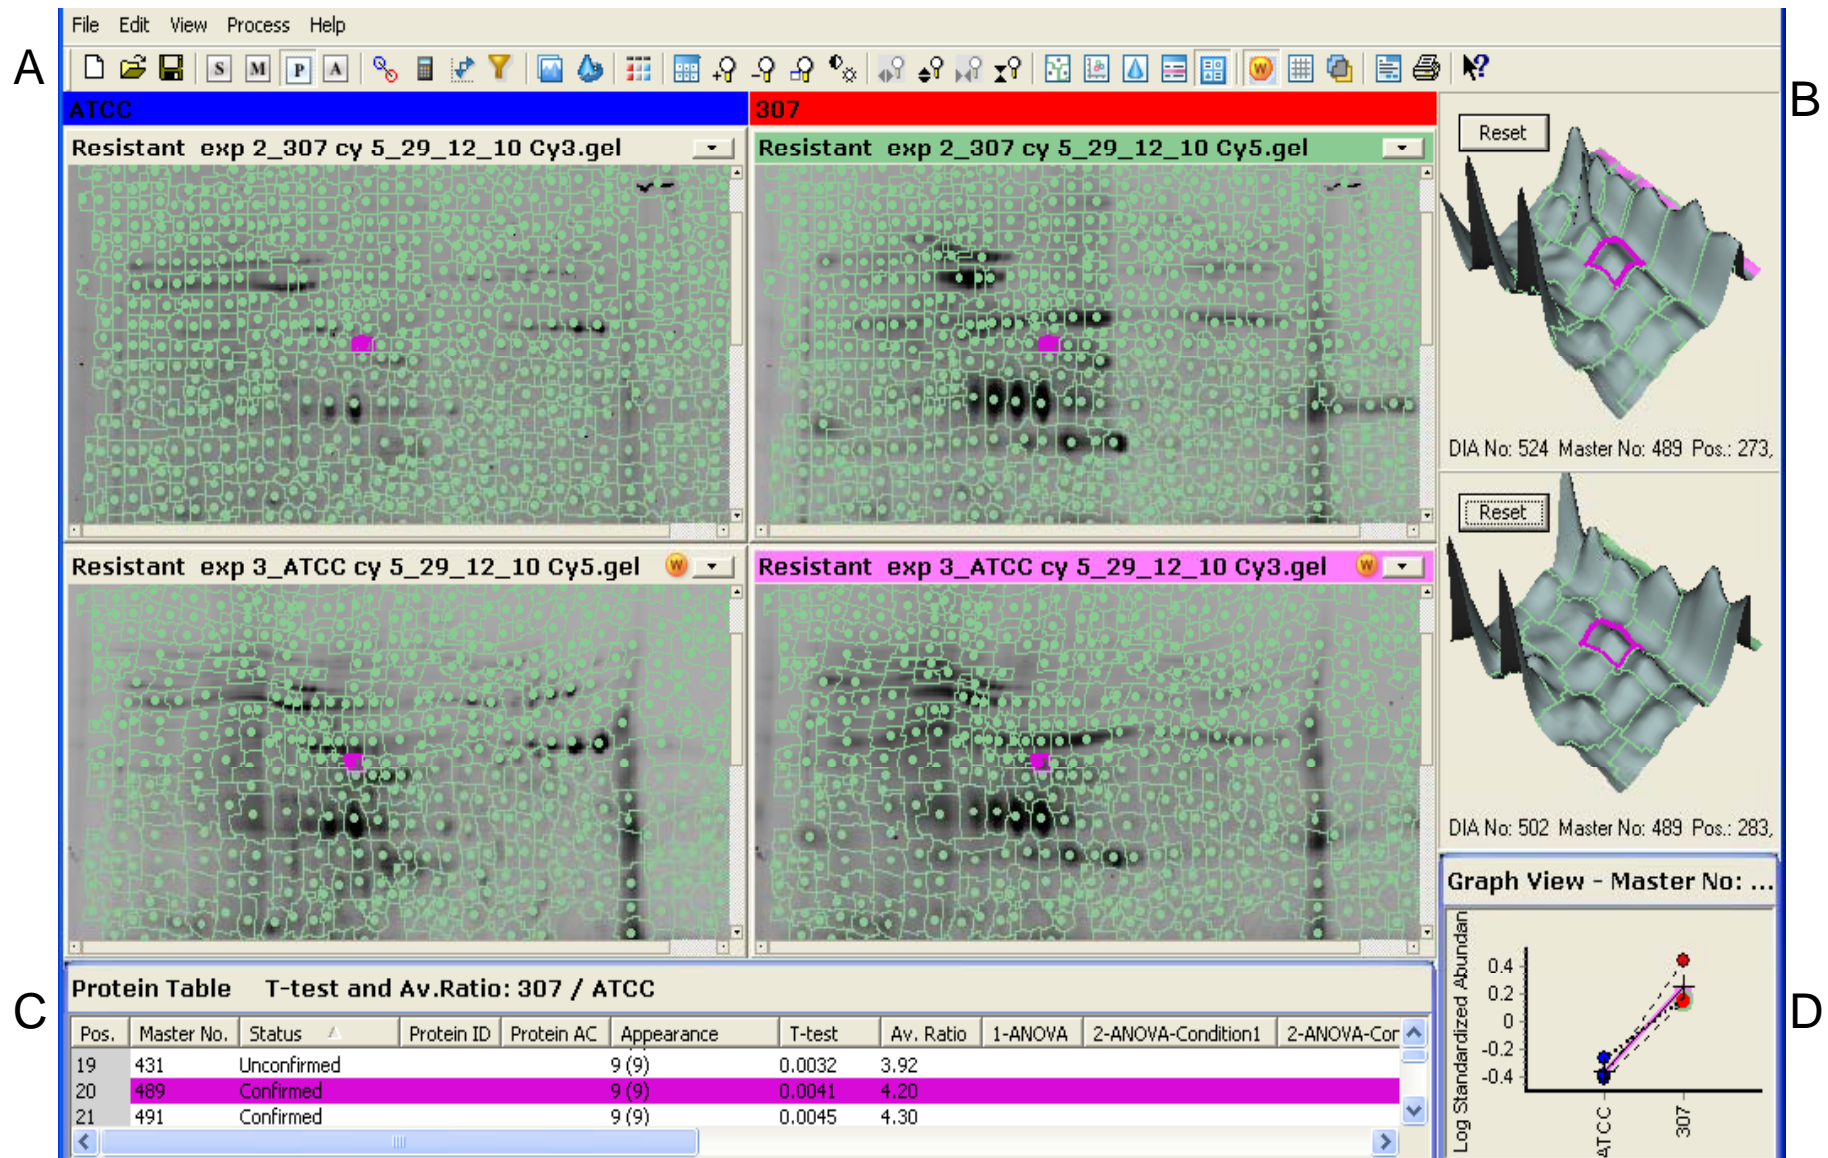 File Edit View Process Help
A
S M P A W
B
ATCC
307
Resistant exp 2_307 cy 5_29_12_10 Cy3.gel
Resistant exp 2_307 cy 5_29_12_10 Cy5.gel
Reset
DIA No: 524 Master No: 489 Pos.: 273,
Reset
Resistant exp 3_ATCC cy 5_29_12_10 Cy5.gel W
Resistant exp 3_ATCC cy 5_29_12_10 Cy3.gel W
DIA No: 502 Master No: 489 Pos.: 283,
Graph View - Master No: ...
Log Standardized Abundan
0.4
0.2
0
-0.2
-0.4
ATCC
307
C
D
Protein Table T-test and Av.Ratio: 307 / ATCC
Pos. Master No. Status Protein ID Protein AC Appearance T-test Av. Ratio 1-ANOVA 2-ANOVA-Condition1 2-ANOVA-Cor
19 431 Unconfirmed 9 (9) 0.0032 3.92
20 489 Confirmed 9 (9) 0.0041 4.20
21 491 Confirmed 9 (9) 0.0045 4.30